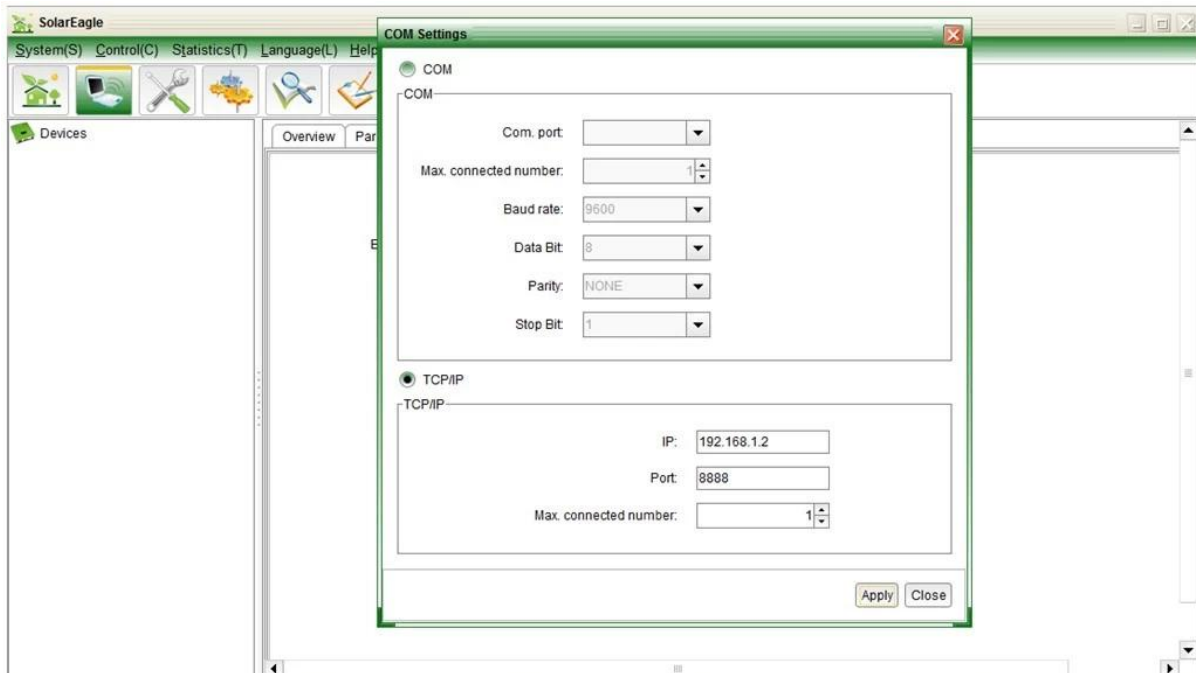 SolarEagle
System(S) Control(C) Statistics(T) Language(L) Help
Devices
Overview Par
E
COM Settings
COM
COM
Com. port:
Max. connected number: 1
Baud rate: 9600
Data Bit: 8
Parity: NONE
Stop Bit: 1
TCP/IP
TCP/IP
IP: 192.168.1.2
Port: 8888
Max. connected number: 1
Apply Close